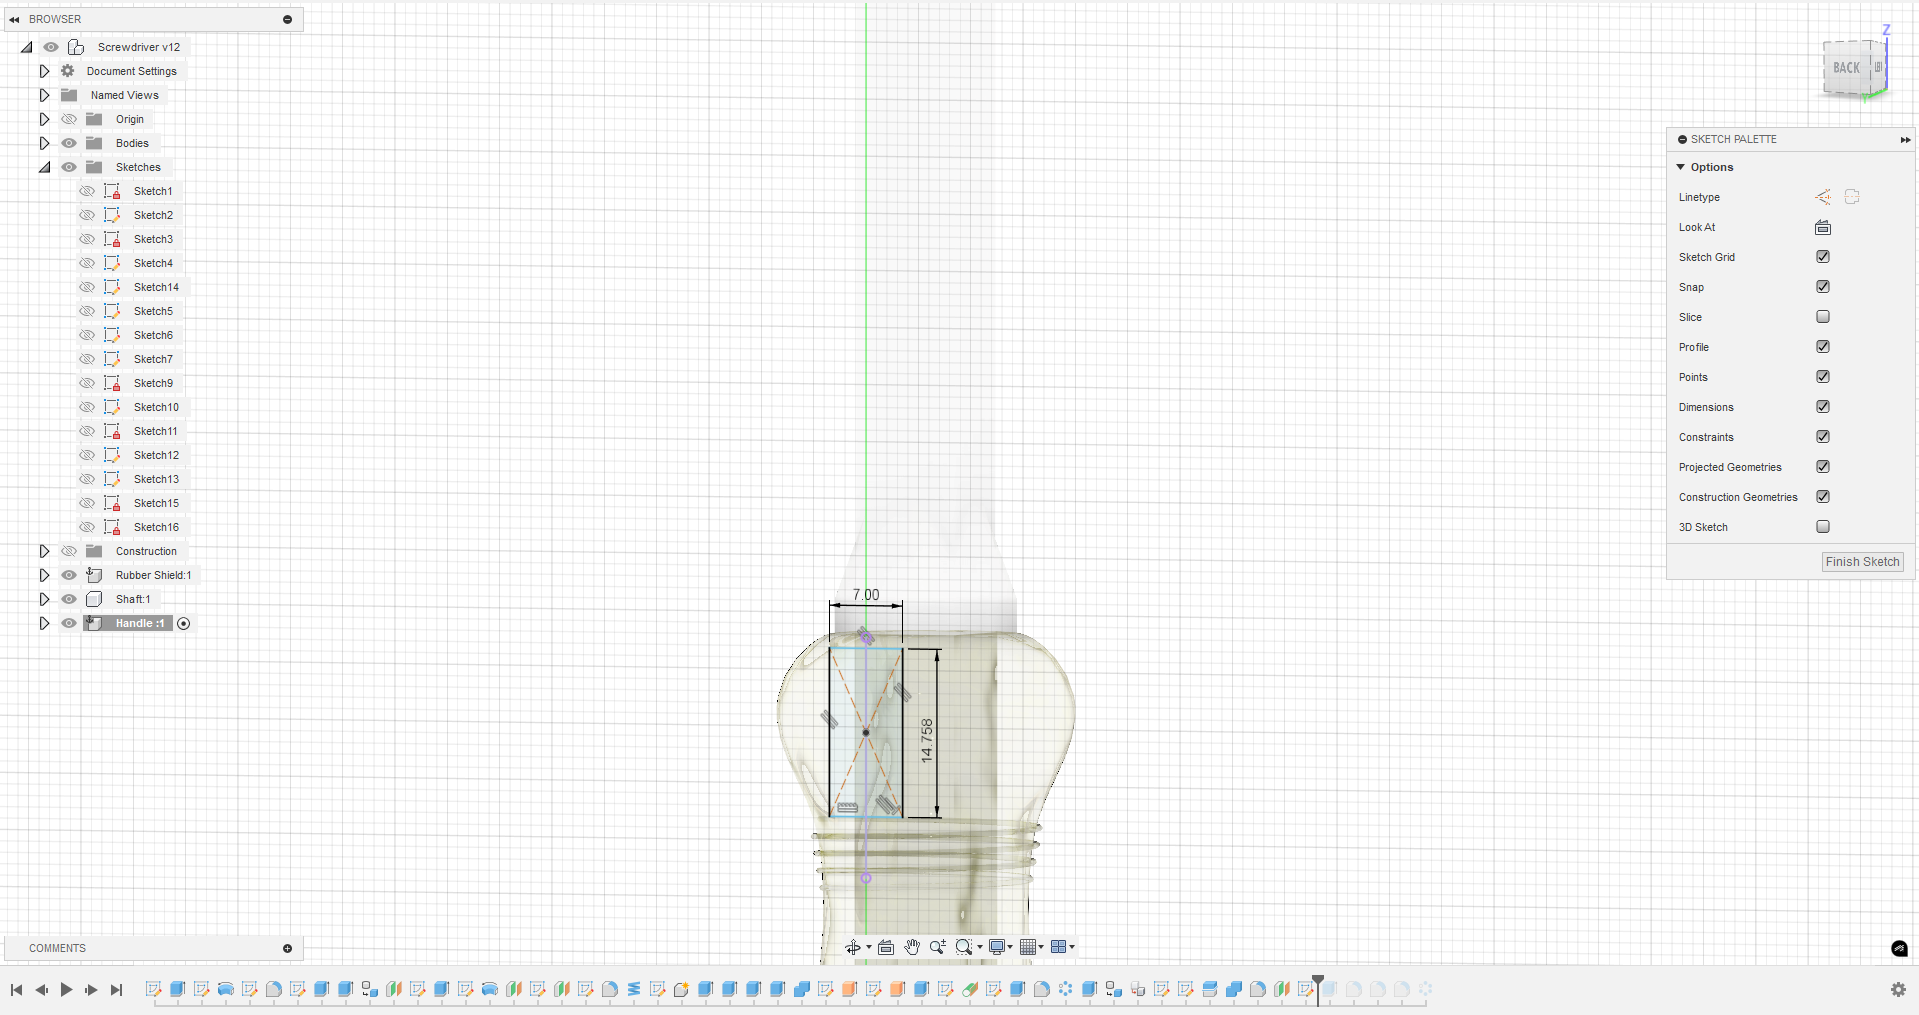 BROWSER
Screwdriver v12
Document Settings
Named Views
Origin
Bodies
Sketches
Sketch1
Sketch2
Sketch3
Sketch4
Sketch14
Sketch5
Sketch6
Sketch7
Sketch9
Sketch10
Sketch11
Sketch12
Sketch13
Sketch15
Sketch16
Construction
Rubber Shield:1
Shaft:1
Handle :1
COMMENTS
7.00
14.758
Z
BACK
SKETCH PALETTE
Options
Linetype
Look At
Sketch Grid
Snap
Slice
Profile
Points
Dimensions
Constraints
Projected Geometries
Construction Geometries
3D Sketch
Finish Sketch